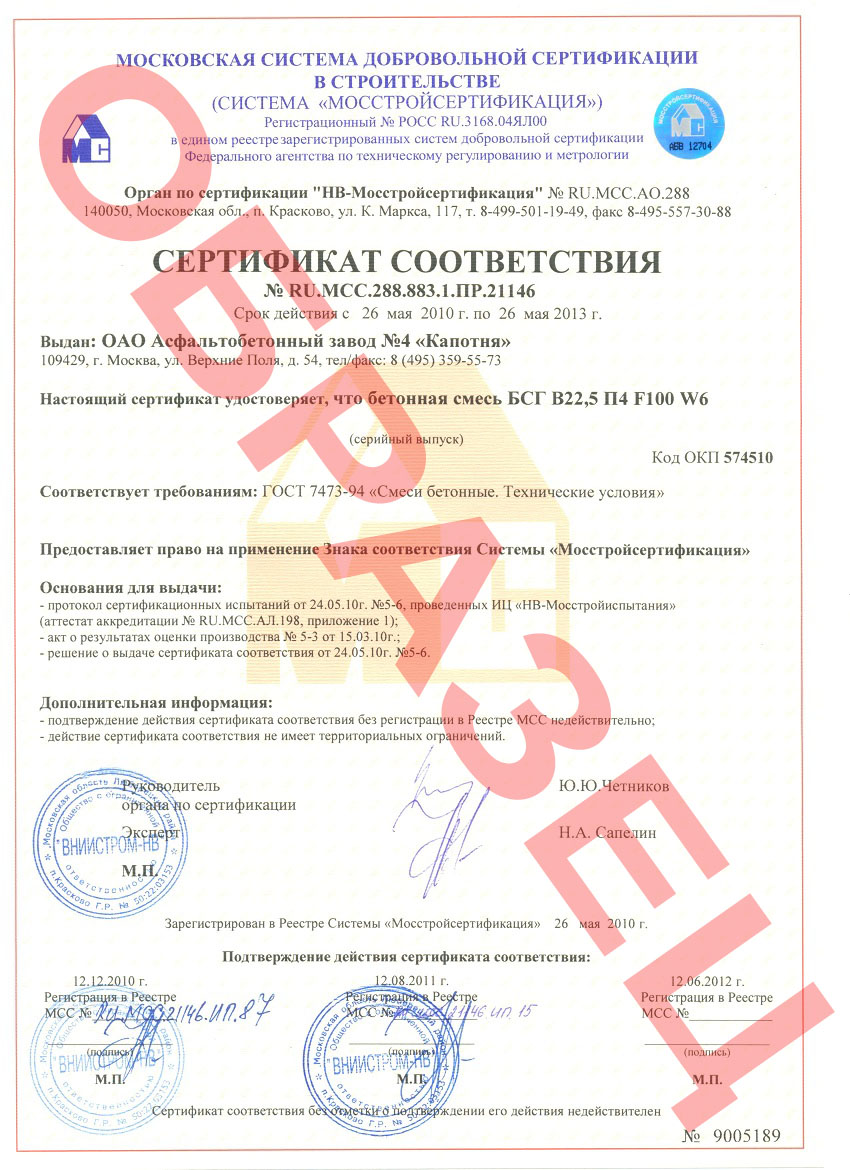 МОСКОВСКАЯ СИСТЕМА ДОБРОВОЛЬНОЙ СЕРТИФИКАЦИИ
В СТРОИТЕЛЬСТВЕ
(СИСТЕМА «МОССТРОЙСЕРТИФИКАЦИЯ»)
Регистрационный № РОСС RU.3168.04ЯЛ00
в едином реестре зарегистрированных систем добровольной сертификации
Федерального агентства по техническому регулированию и метрологии
МС
МОССТРОЙСЕРТИФИКАЦИЯ
МС
АБВ 12704
Орган по сертификации "НВ-Мосстройсертификация" № RU.MCC.АО.288
140050, Московская обл., п. Красково, ул. К. Маркса, 117, т. 8-499-501-19-49, факс 8-495-557-30-88
СЕРТИФИКАТ СООТВЕТСТВИЯ
№ RU.MCC.288.883.1.ПР.21146
Срок действия с 26 мая 2010 г. по 26 мая 2013 г.
Выдан: ОАО Асфальтобетонный завод №4 «Капотня»
109429, г. Москва, ул. Верхние Поля, д. 54, тел/факс: 8 (495) 359-55-73
Настоящий сертификат удостоверяет, что бетонная смесь БСГ В22,5 П4 F100 W6
(серийный выпуск)
Код ОКП 574510
Соответствует требованиям: ГОСТ 7473-94 «Смеси бетонные. Технические условия»
Предоставляет право на применение Знака соответствия Системы «Мосстройсертификация»
Основания для выдачи:
- протокол сертификационных испытаний от 24.05.10г. №5-6, проведенных ИЦ «НВ-Мосстройиспытания»
(аттестат аккредитации № RU.MCC.АЛ.198, приложение 1);
- акт о результатах оценки производства № 5-3 от 15.03.10г.;
- решение о выдаче сертификата соответствия от 24.05.10г. №5-6.
Дополнительная информация:
- подтверждение действия сертификата соответствия без регистрации в Реестре МСС недействительно;
- действие сертификата соответствия не имеет территориальных ограничений.
Руководитель
органа по сертификации
Ю.Ю.Четников
Эксперт
Н.А. Сапелин
М.П.
Московская область
Общество с ограниченной
"ВНИИСТРОМ-НВ"
ответственностью
п.Красково Г.Р. № 50:22:03153
Зарегистрирован в Реестре Системы «Мосстройсертификация» 26 мая 2010 г.
Подтверждение действия сертификата соответствия:
12.12.2010 г. 12.08.2011 г. 12.06.2012 г.
Регистрация в Реестре Регистрация в Реестре Регистрация в Реестре
МСС № RU.MCC.21146.ИП.87 МСС № 21146 ИП.15 МСС №
(подпись) (подпись) (подпись)
М.П. М.П. М.П.
"ВНИИСТРОМ-НВ"
"ВНИИСТРОМ-НВ"
Сертификат соответствия без отметки о подтверждении его действия недействителен
№ 9005189
ОБРАЗЕЦ